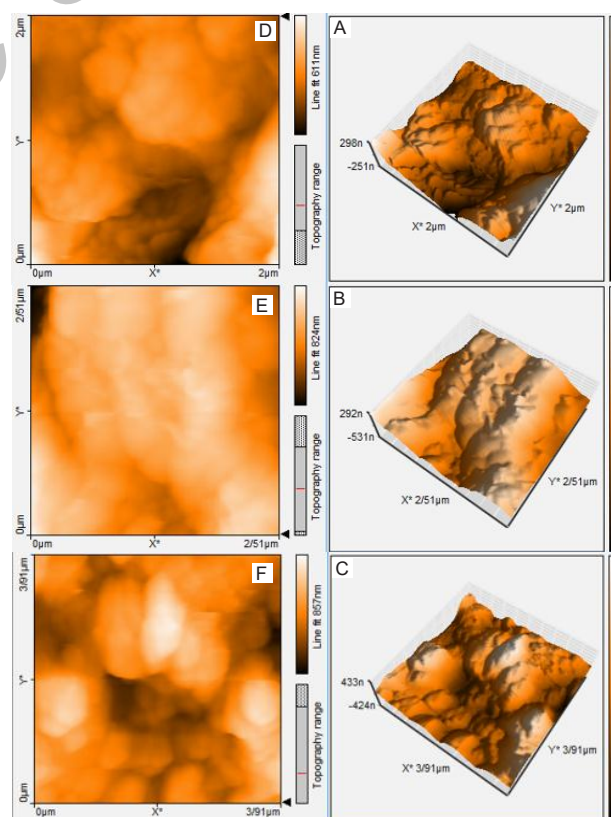 D
2µm
Y*
0µm
0µm
X*
2µm
Line fit 611nm
Topography range
A
298n
-251n
X* 2µm
Y* 2µm
E
2/51µm
Y*
0µm
0µm
X*
2/51µm
Line fit 824nm
Topography range
B
292n
-531n
X* 2/51µm
Y* 2/51µm
F
3/91µm
Y*
0µm
0µm
X*
3/91µm
Line fit 857nm
Topography range
C
433n
-424n
X* 3/91µm
Y* 3/91µm